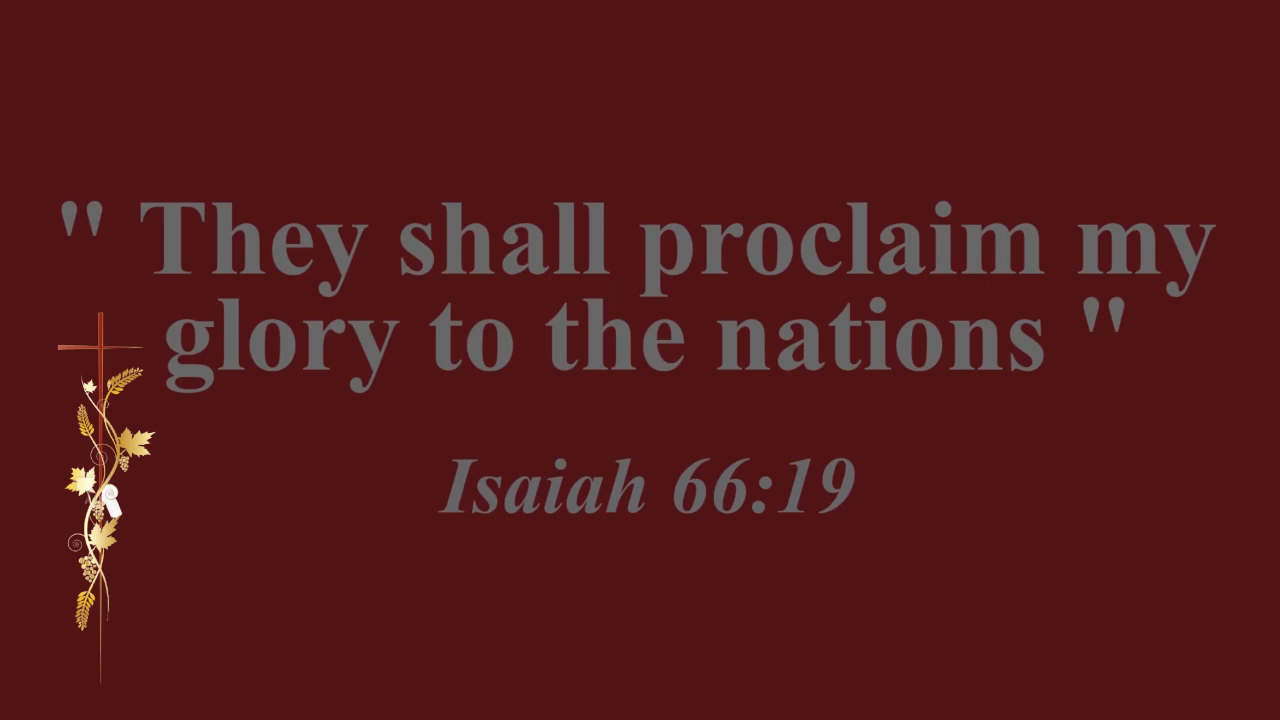 " They shall proclaim my
glory to the nations "
Isaiah 66:19